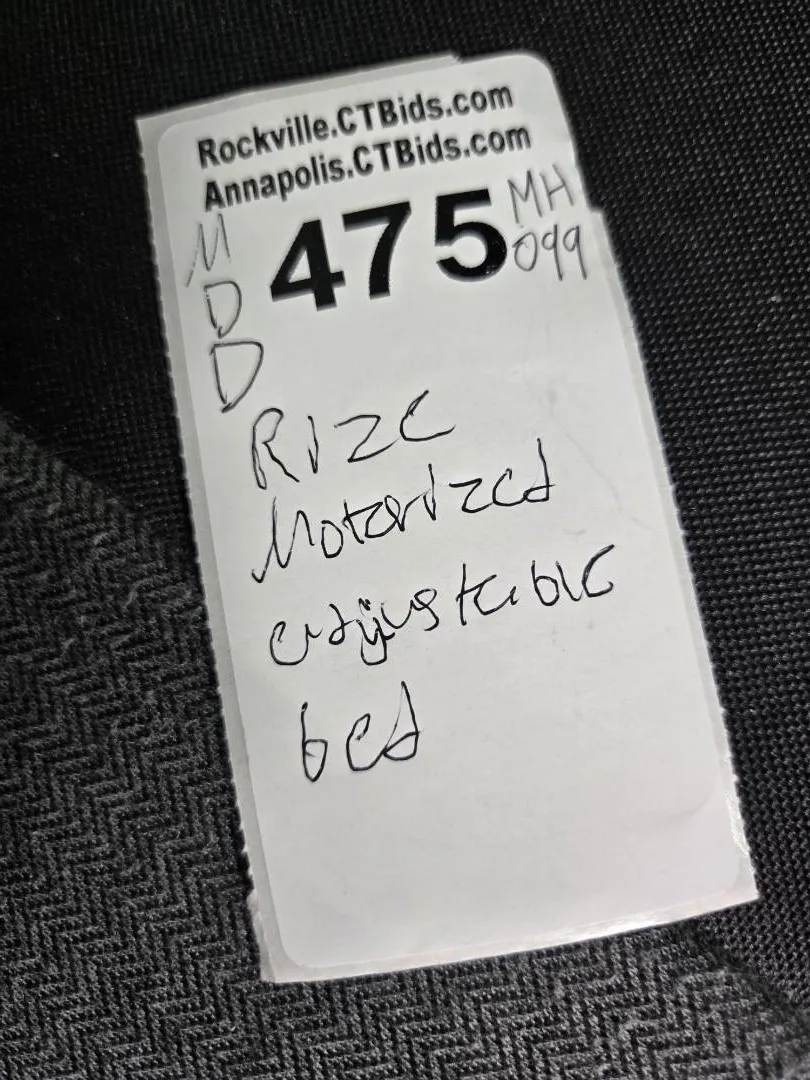 Rockville.CTBids.com
Annapolis.CTBids.com
475
MH
099
M
D
D
Rize
Motorized
adjustable
bed